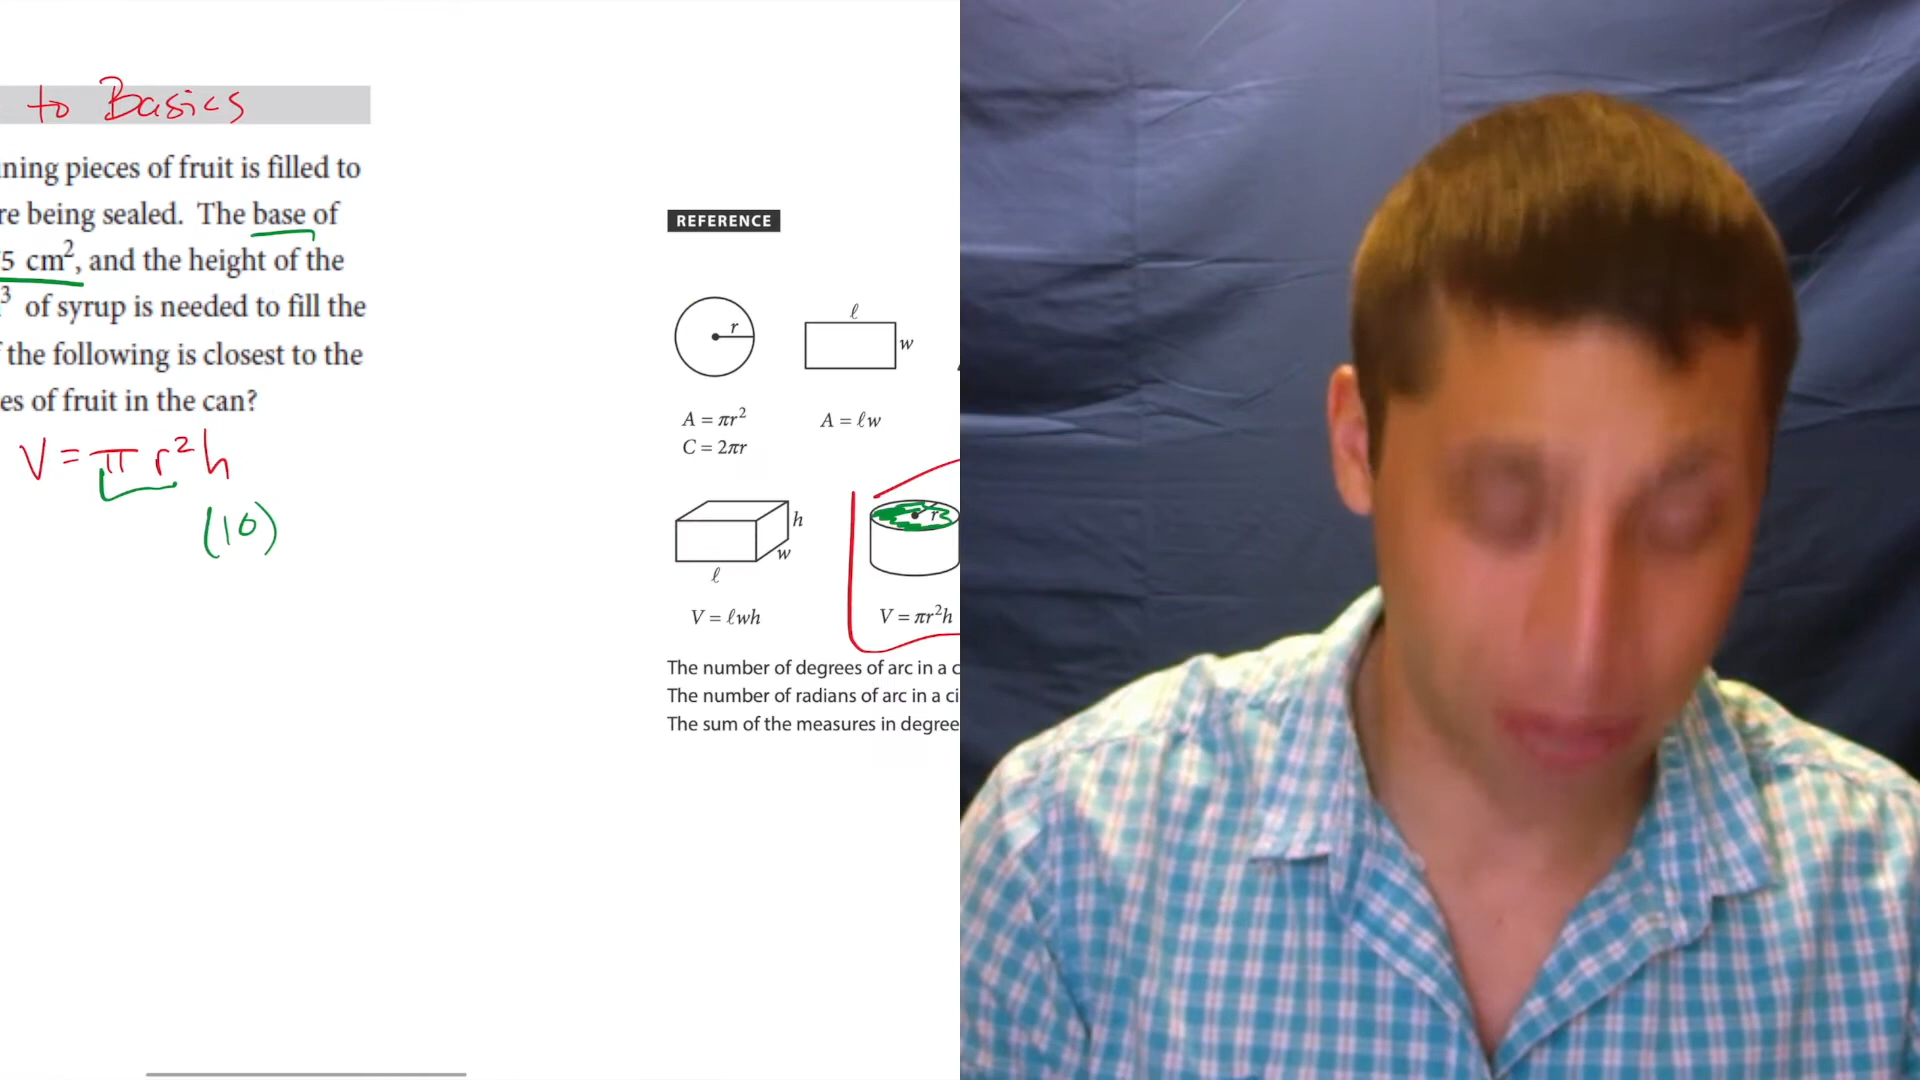 to Basics
ning pieces of fruit is filled to
re being sealed. The base of
5 cm², and the height of the
³ of syrup is needed to fill the
the following is closest to the
es of fruit in the can?
V = π r² h
(10)
REFERENCE
r
ℓ
w
A = πr²
A = ℓw
C = 2πr
h
w
ℓ
r
V = ℓwh
V = πr²h
The number of degrees of arc in a c
The number of radians of arc in a ci
The sum of the measures in degree